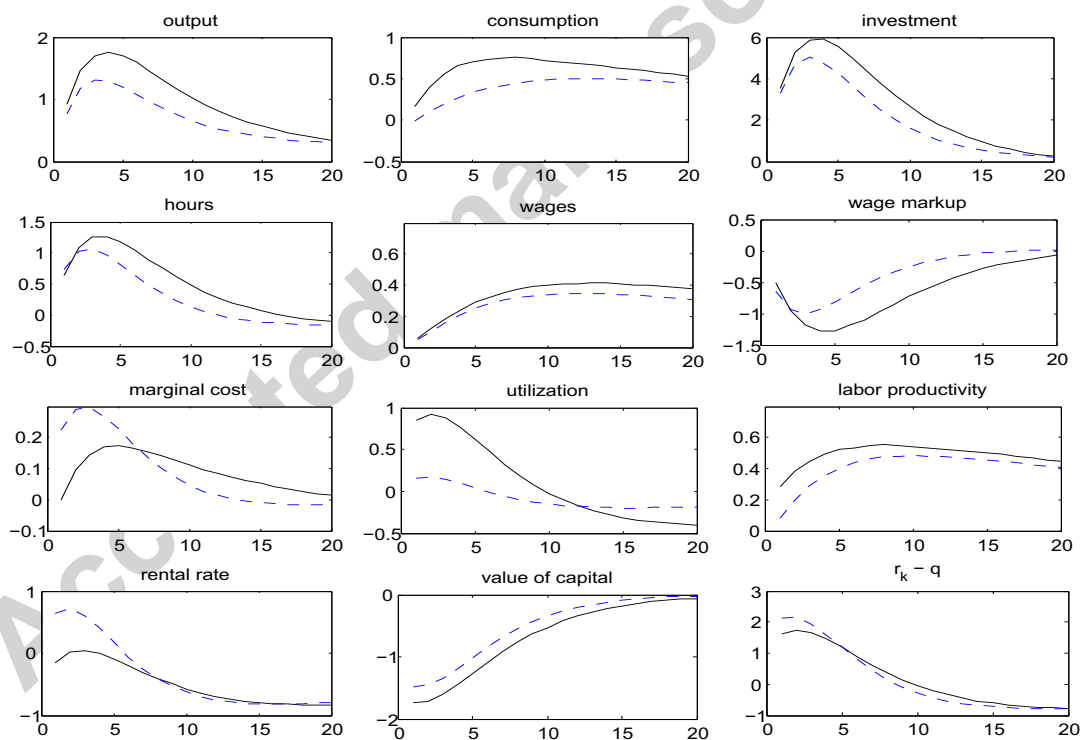 output
2
1
0
0 5 10 15 20
consumption
1
0.5
0
−0.5
0 5 10 15 20
investment
6
4
2
0
0 5 10 15 20
hours
1.5
1
0.5
0
−0.5
0 5 10 15 20
wages
0.6
0.4
0.2
0
0 5 10 15 20
wage markup
0.5
0
−0.5
−1
−1.5
0 5 10 15 20
marginal cost
0.2
0.1
0
−0.1
0 5 10 15 20
utilization
1
0.5
0
−0.5
0 5 10 15 20
labor productivity
0.6
0.4
0.2
0
0 5 10 15 20
rental rate
1
0
−1
0 5 10 15 20
value of capital
0
−1
−2
0 5 10 15 20
r_k − q
3
2
1
0
−1
0 5 10 15 20